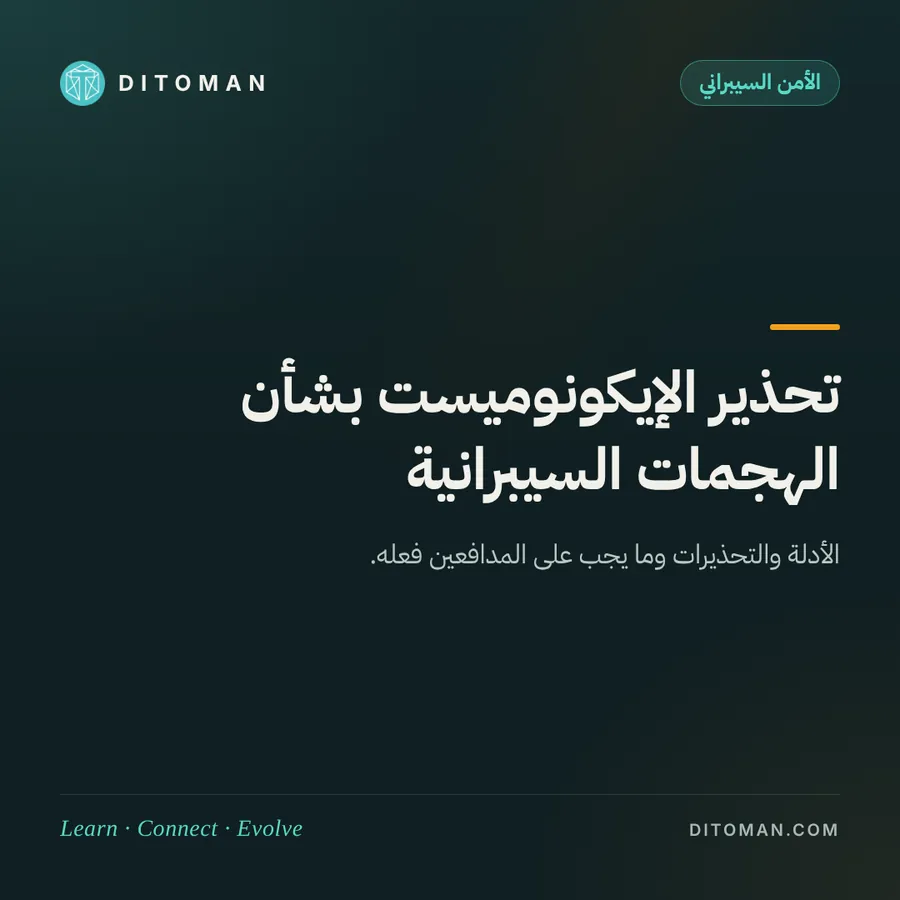 DITOMAN
الأمن السيبراني
تحذير الإيكونوميست بشأن
الهجمات السيبرانية
الأدلة والتحذيرات وما يجب على المدافعين فعله.
Learn · Connect · Evolve
DITOMAN.COM